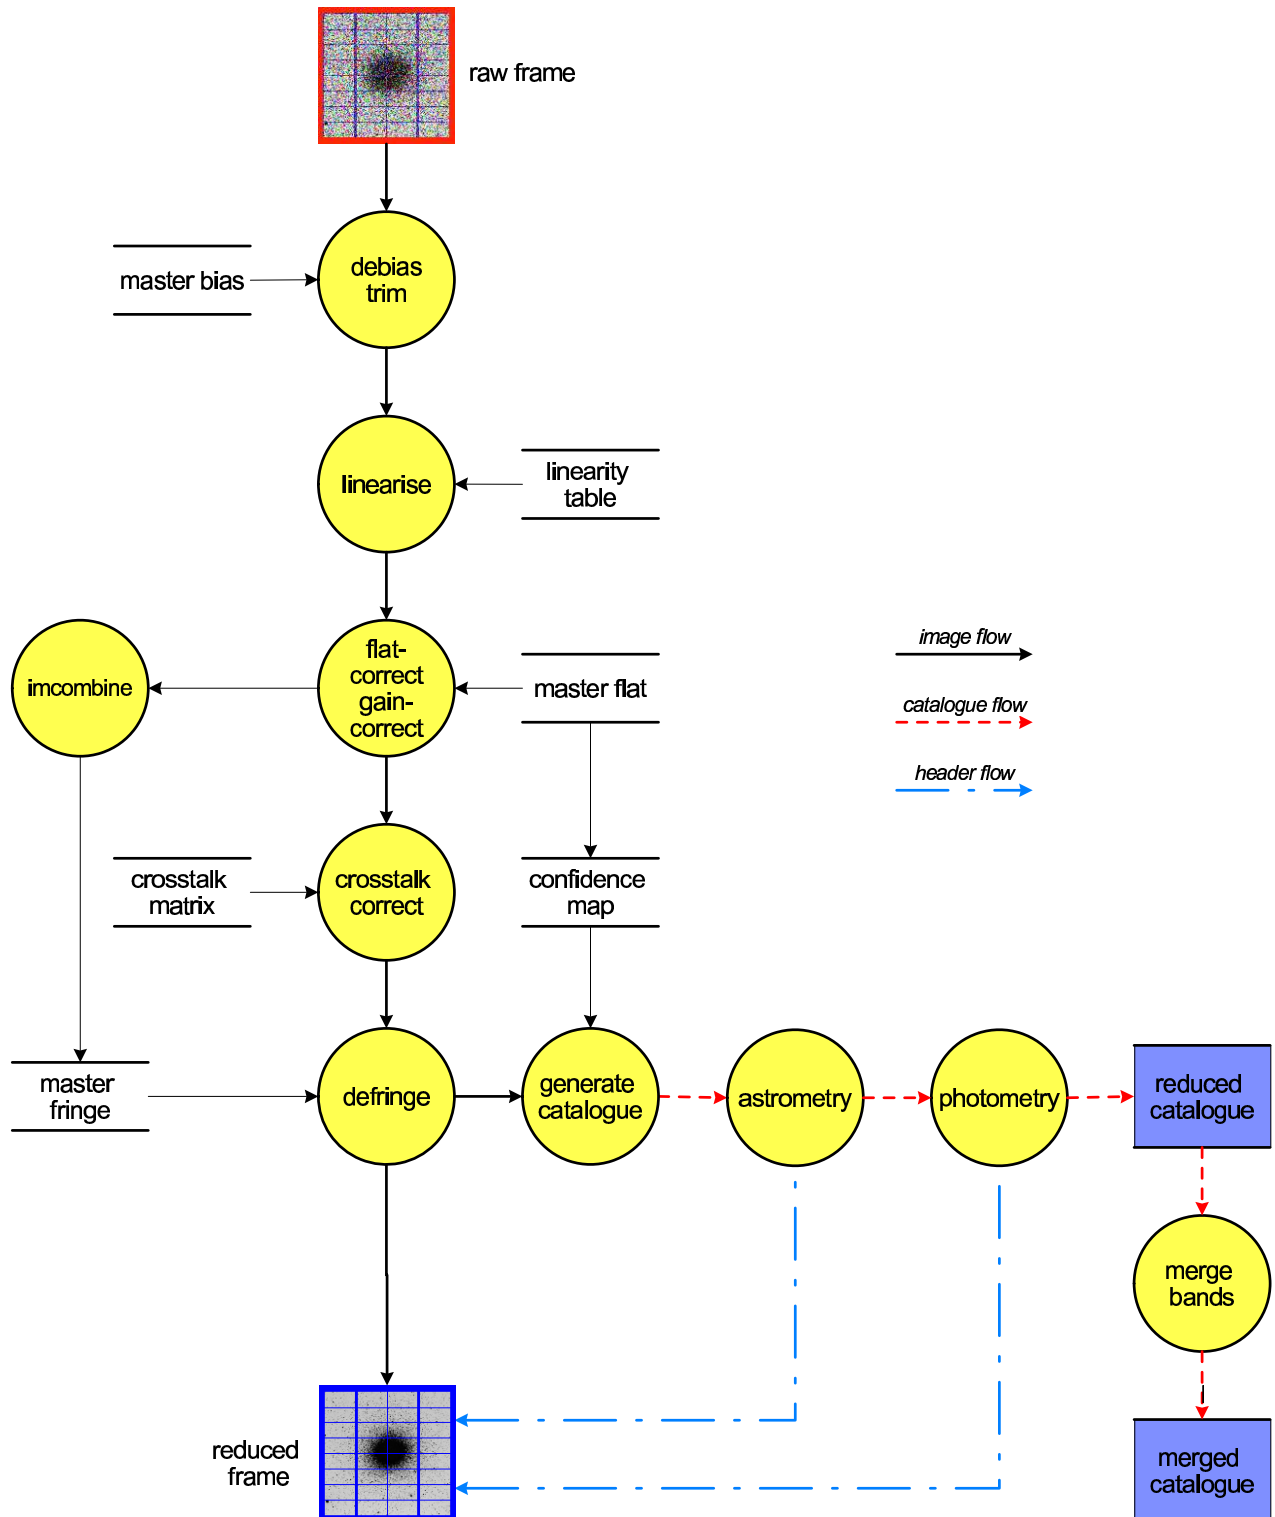 raw frame
debias
trim
master bias
linearise
linearity
table
imcombine
flat-
correct
gain-
correct
master flat
image flow
catalogue flow
header flow
crosstalk
matrix
crosstalk
correct
confidence
map
master
fringe
defringe
generate
catalogue
astrometry
photometry
reduced
catalogue
merge
bands
reduced
frame
merged
catalogue